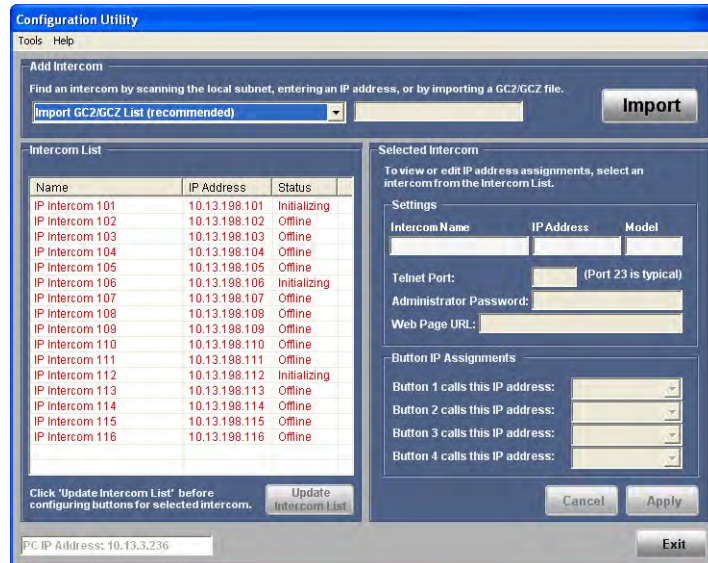 Configuration Utility
Tools Help
Add Intercom
Find an intercom by scanning the local subnet, entering an IP address, or by importing a GC2/GCZ file.
Import GC2/GCZ List (recommended)
Import
Intercom List
Name IP Address Status
IP Intercom 101 10.13.198.101 Initializing
IP Intercom 102 10.13.198.102 Offline
IP Intercom 103 10.13.198.103 Offline
IP Intercom 104 10.13.198.104 Offline
IP Intercom 105 10.13.198.105 Offline
IP Intercom 106 10.13.198.106 Initializing
IP Intercom 107 10.13.198.107 Offline
IP Intercom 108 10.13.198.108 Offline
IP Intercom 109 10.13.198.109 Offline
IP Intercom 110 10.13.198.110 Offline
IP Intercom 111 10.13.198.111 Offline
IP Intercom 112 10.13.198.112 Initializing
IP Intercom 113 10.13.198.113 Offline
IP Intercom 114 10.13.198.114 Offline
IP Intercom 115 10.13.198.115 Offline
IP Intercom 116 10.13.198.116 Offline
Click 'Update Intercom List' before
configuring buttons for selected intercom.
Update
Intercom List
Selected Intercom
To view or edit IP address assignments, select an
intercom from the Intercom List.
Settings
Intercom Name IP Address Model
Telnet Port: (Port 23 is typical)
Administrator Password:
Web Page URL:
Button IP Assignments
Button 1 calls this IP address:
Button 2 calls this IP address:
Button 3 calls this IP address:
Button 4 calls this IP address:
Cancel Apply
PC IP Address: 10.13.3.236
Exit